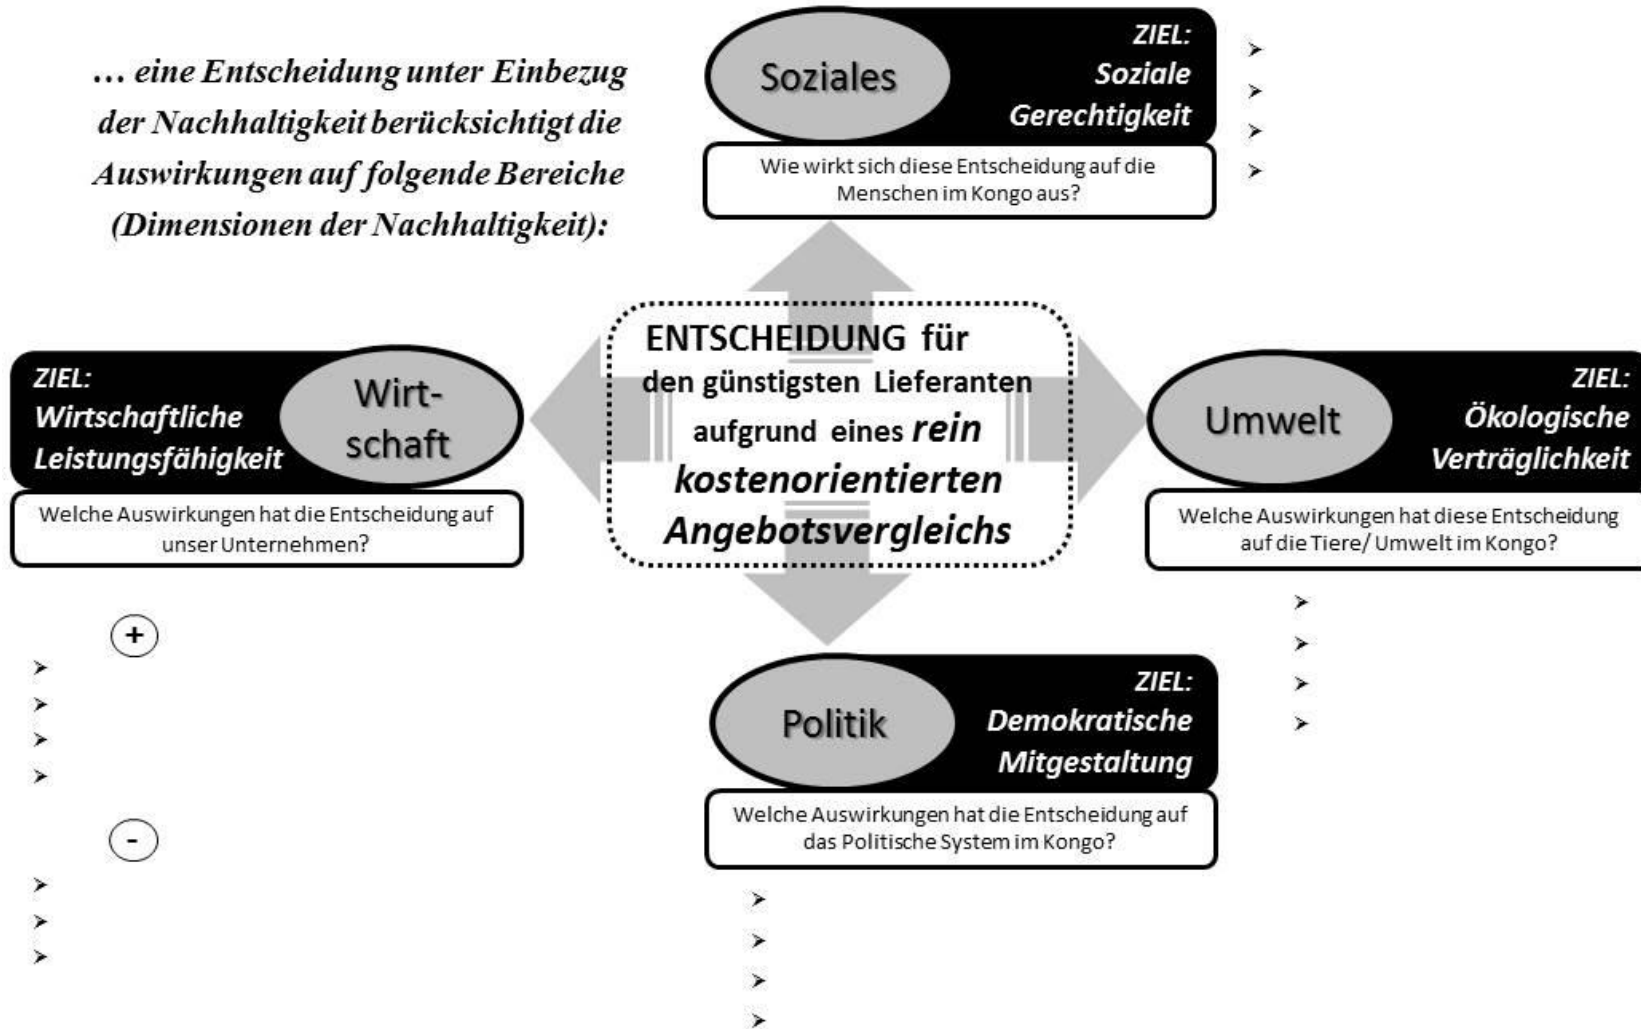 ... eine Entscheidung unter Einbezug
der Nachhaltigkeit berücksichtigt die
Auswirkungen auf folgende Bereiche
(Dimensionen der Nachhaltigkeit):
Soziales
ZIEL:
Soziale
Gerechtigkeit
Wie wirkt sich diese Entscheidung auf die
Menschen im Kongo aus?
ZIEL:
Wirtschaftliche
Leistungsfähigkeit
Wirt-
schaft
Welche Auswirkungen hat die Entscheidung auf
unser Unternehmen?
+
-
ENTSCHEIDUNG für
den günstigsten Lieferanten
aufgrund eines rein
kostenorientierten
Angebotsvergleichs
Umwelt
ZIEL:
Ökologische
Verträglichkeit
Welche Auswirkungen hat diese Entscheidung
auf die Tiere/ Umwelt im Kongo?
Politik
ZIEL:
Demokratische
Mitgestaltung
Welche Auswirkungen hat die Entscheidung auf
das Politische System im Kongo?